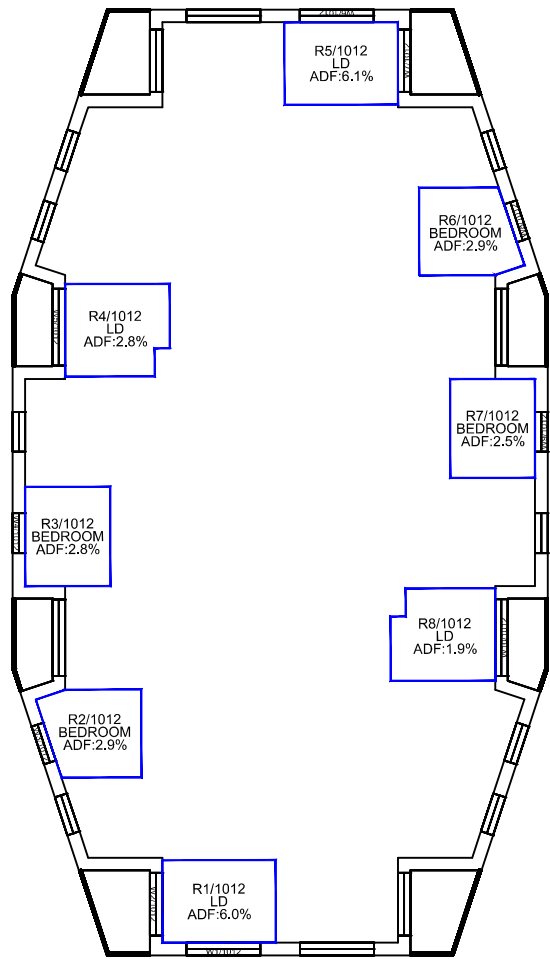 R5/1012
LD
ADF:6.1%
R6/1012
BEDROOM
ADF:2.9%
R4/1012
LD
ADF:2.8%
R7/1012
BEDROOM
ADF:2.5%
R3/1012
BEDROOM
ADF:2.8%
R8/1012
LD
ADF:1.9%
R2/1012
BEDROOM
ADF:2.9%
R1/1012
LD
ADF:6.0%
W1/1012